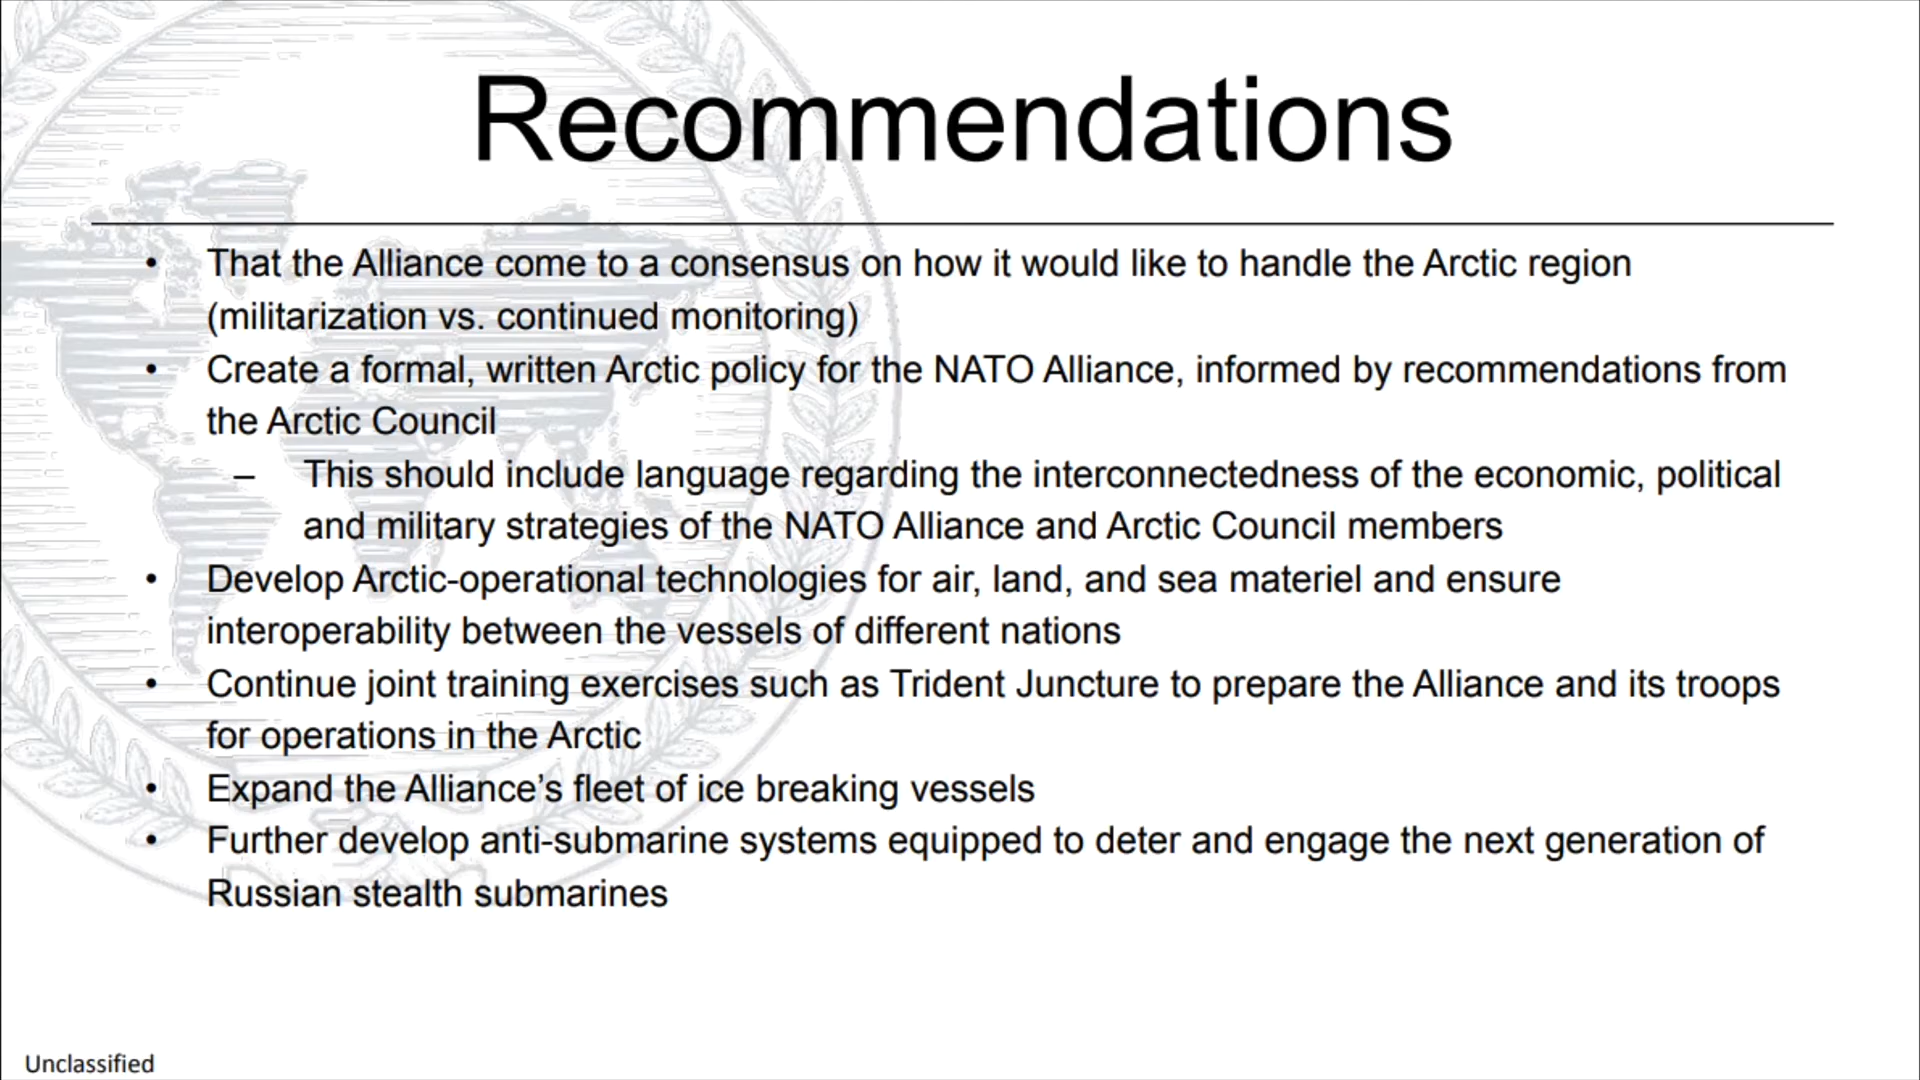 Recommendations
• That the Alliance come to a consensus on how it would like to handle the Arctic region
(militarization vs. continued monitoring)
• Create a formal, written Arctic policy for the NATO Alliance, informed by recommendations from
the Arctic Council
– This should include language regarding the interconnectedness of the economic, political
and military strategies of the NATO Alliance and Arctic Council members
• Develop Arctic-operational technologies for air, land, and sea materiel and ensure
interoperability between the vessels of different nations
• Continue joint training exercises such as Trident Juncture to prepare the Alliance and its troops
for operations in the Arctic
• Expand the Alliance’s fleet of ice breaking vessels
• Further develop anti-submarine systems equipped to deter and engage the next generation of
Russian stealth submarines
Unclassified